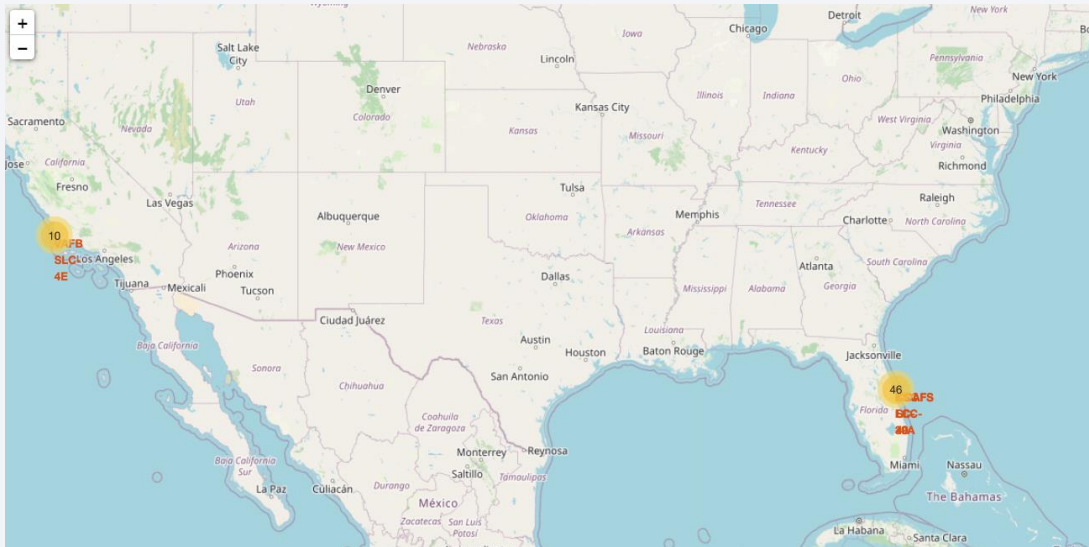 +
−
Wyoming
Iowa
Detroit
New York
Chicago
Nebraska
Salt Lake
City
Lincoln
Pennsylvania
Utah
Denver
Illinois
Indiana
Ohio
New York
Philadelphia
Sacramento
Nevada
Colorado
Kansas City
Kansas
Missouri
West Virginia
Washington
Virginia
Jose
California
Fresno
Kentucky
Richmond
Las Vegas
Tulsa
Tennessee
Raleigh
Albuquerque
Oklahoma
Memphis
Charlotte
North Carolina
10
Arizona
New Mexico
Arkansas
Los Angeles
SLC-
4E
Phoenix
Atlanta
South Carolina
Tijuana
Mexicali
Tucson
Dallas
Mississippi
Alabama
Georgia
Ciudad Juárez
Texas
Louisiana
Baja California
Austin
Houston
Baton Rouge
Jacksonville
Sonora
Chihuahua
San Antonio
46
Florida
Coahuila
de Zaragoza
Monterrey
Reynosa
Baja California
Sur
Saltillo
Tamaulipas
Miami
Nassau
La Paz
Culiacán
Durango
México
The Bahamas
Zacatecas
San Luis
Potosí
La Habana
Santa Clara